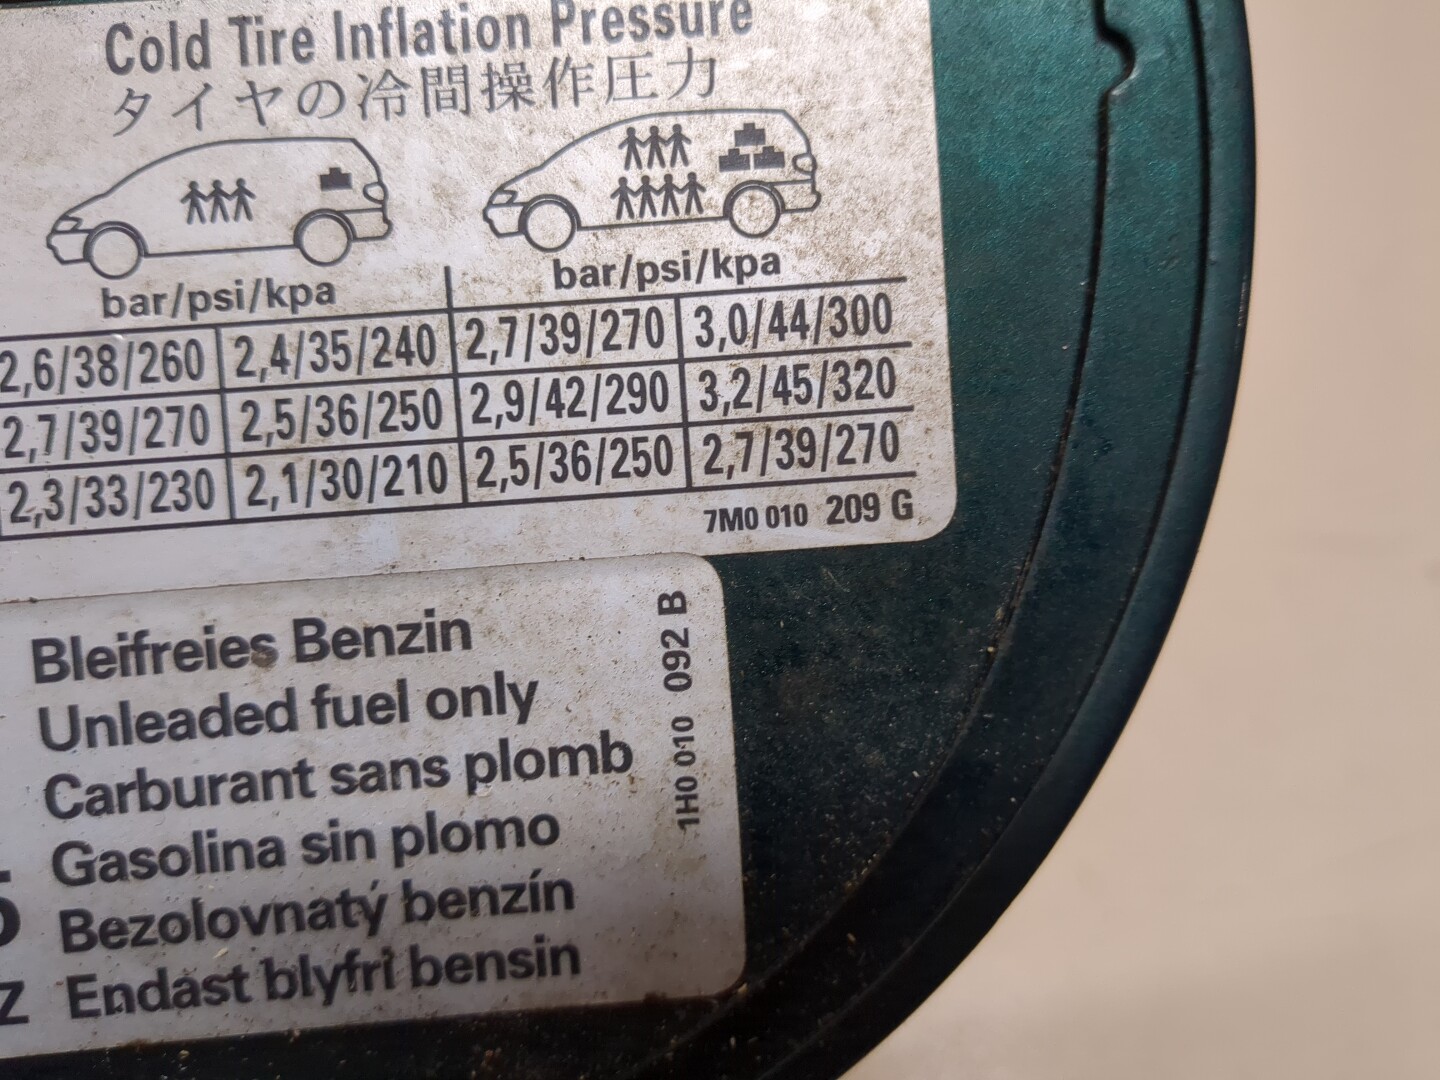 Cold Tire Inflation Pressure
タイヤの冷間操作圧力
bar/psi/kpa bar/psi/kpa
2,6/38/260 2,4/35/240 2,7/39/270 3,0/44/300
2,7/39/270 2,5/36/250 2,9/42/290 3,2/45/320
2,3/33/230 2,1/30/210 2,5/36/250 2,7/39/270
7M0 010 209 G
Bleifreies Benzin
Unleaded fuel only
Carburant sans plomb
Gasolina sin plomo
Bezolovnatý benzín
Endast blyfri bensin
1H0 010 092 B